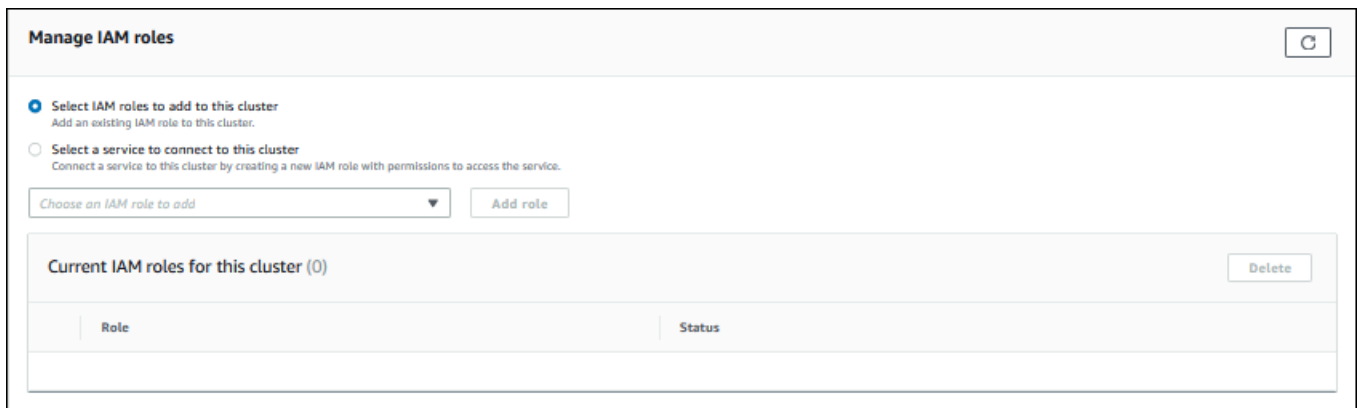 Manage IAM roles
Select IAM roles to add to this cluster
Add an existing IAM role to this cluster.
Select a service to connect to this cluster
Connect a service to this cluster by creating a new IAM role with permissions to access the service.
Choose an IAM role to add
Add role
Current IAM roles for this cluster (0)
Delete
Role
Status